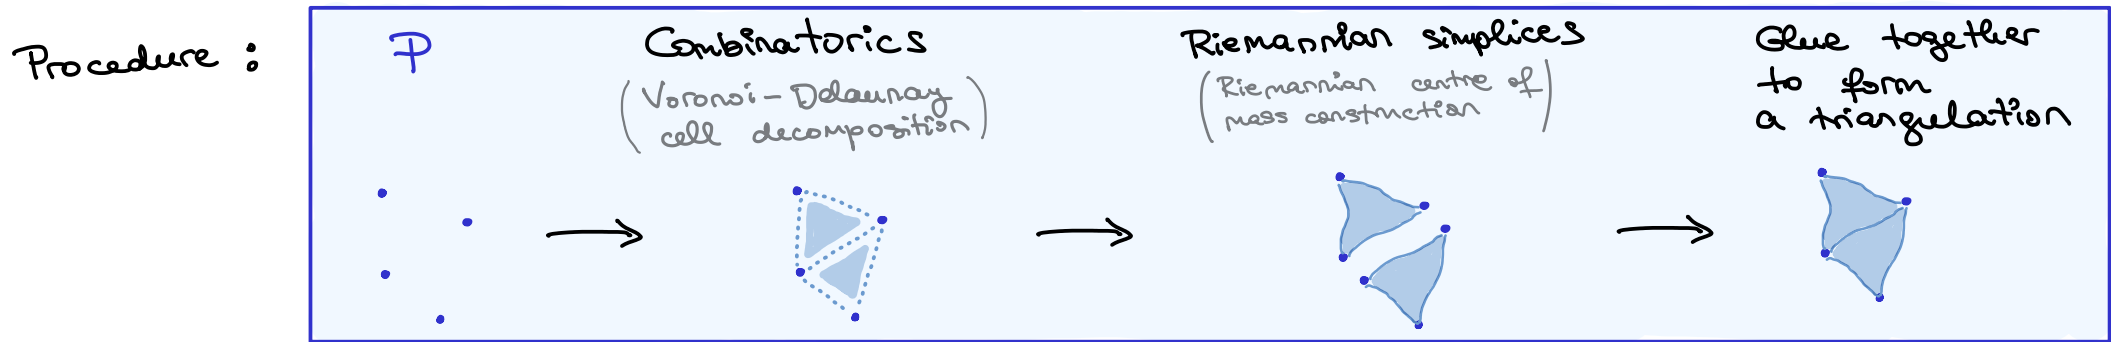 Procedure :
P
Combinatorics
(Voronoi-Delaunay
cell decomposition)
Riemannian simplices
(Riemannian centre of
mass construction)
Glue together
to form
a triangulation